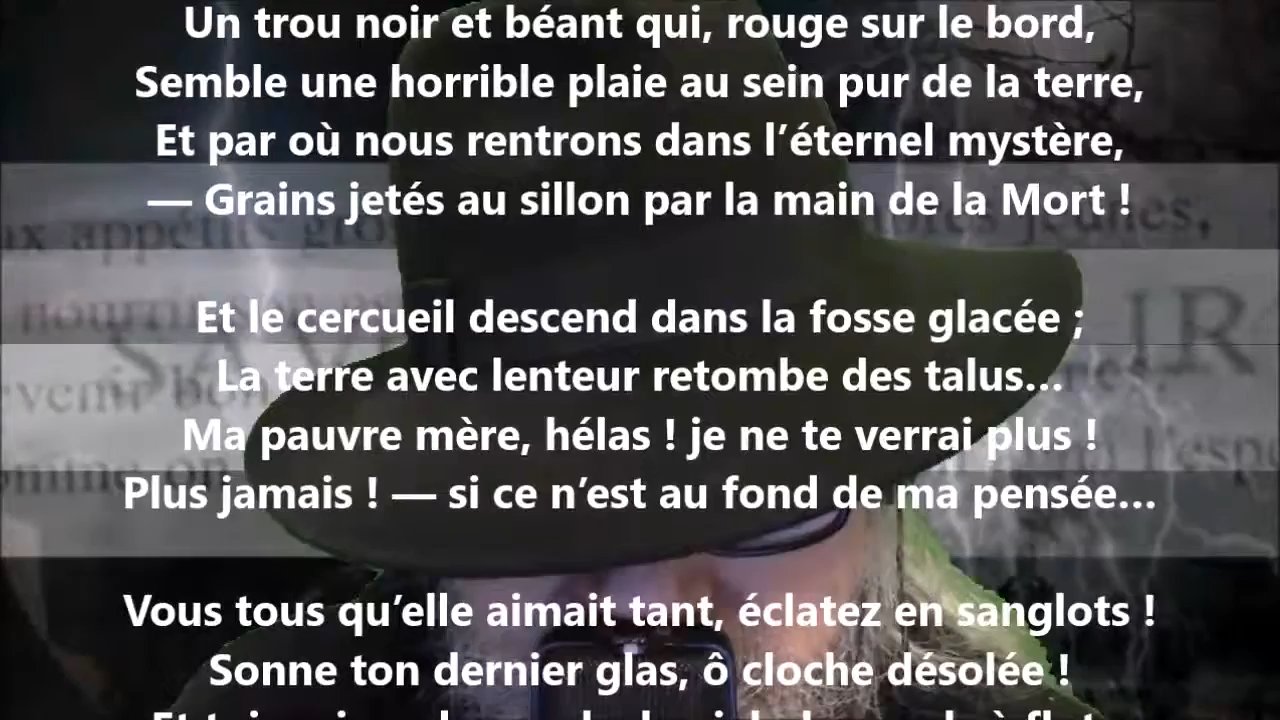 Un trou noir et béant qui, rouge sur le bord,
Semble une horrible plaie au sein pur de la terre,
Et par où nous rentrons dans l’éternel mystère,
— Grains jetés au sillon par la main de la Mort !
Et le cercueil descend dans la fosse glacée ;
La terre avec lenteur retombe des talus...
Ma pauvre mère, hélas ! je ne te verrai plus !
Plus jamais ! — si ce n’est au fond de ma pensée...
Vous tous qu’elle aimait tant, éclatez en sanglots !
Sonne ton dernier glas, ô cloche désolée !